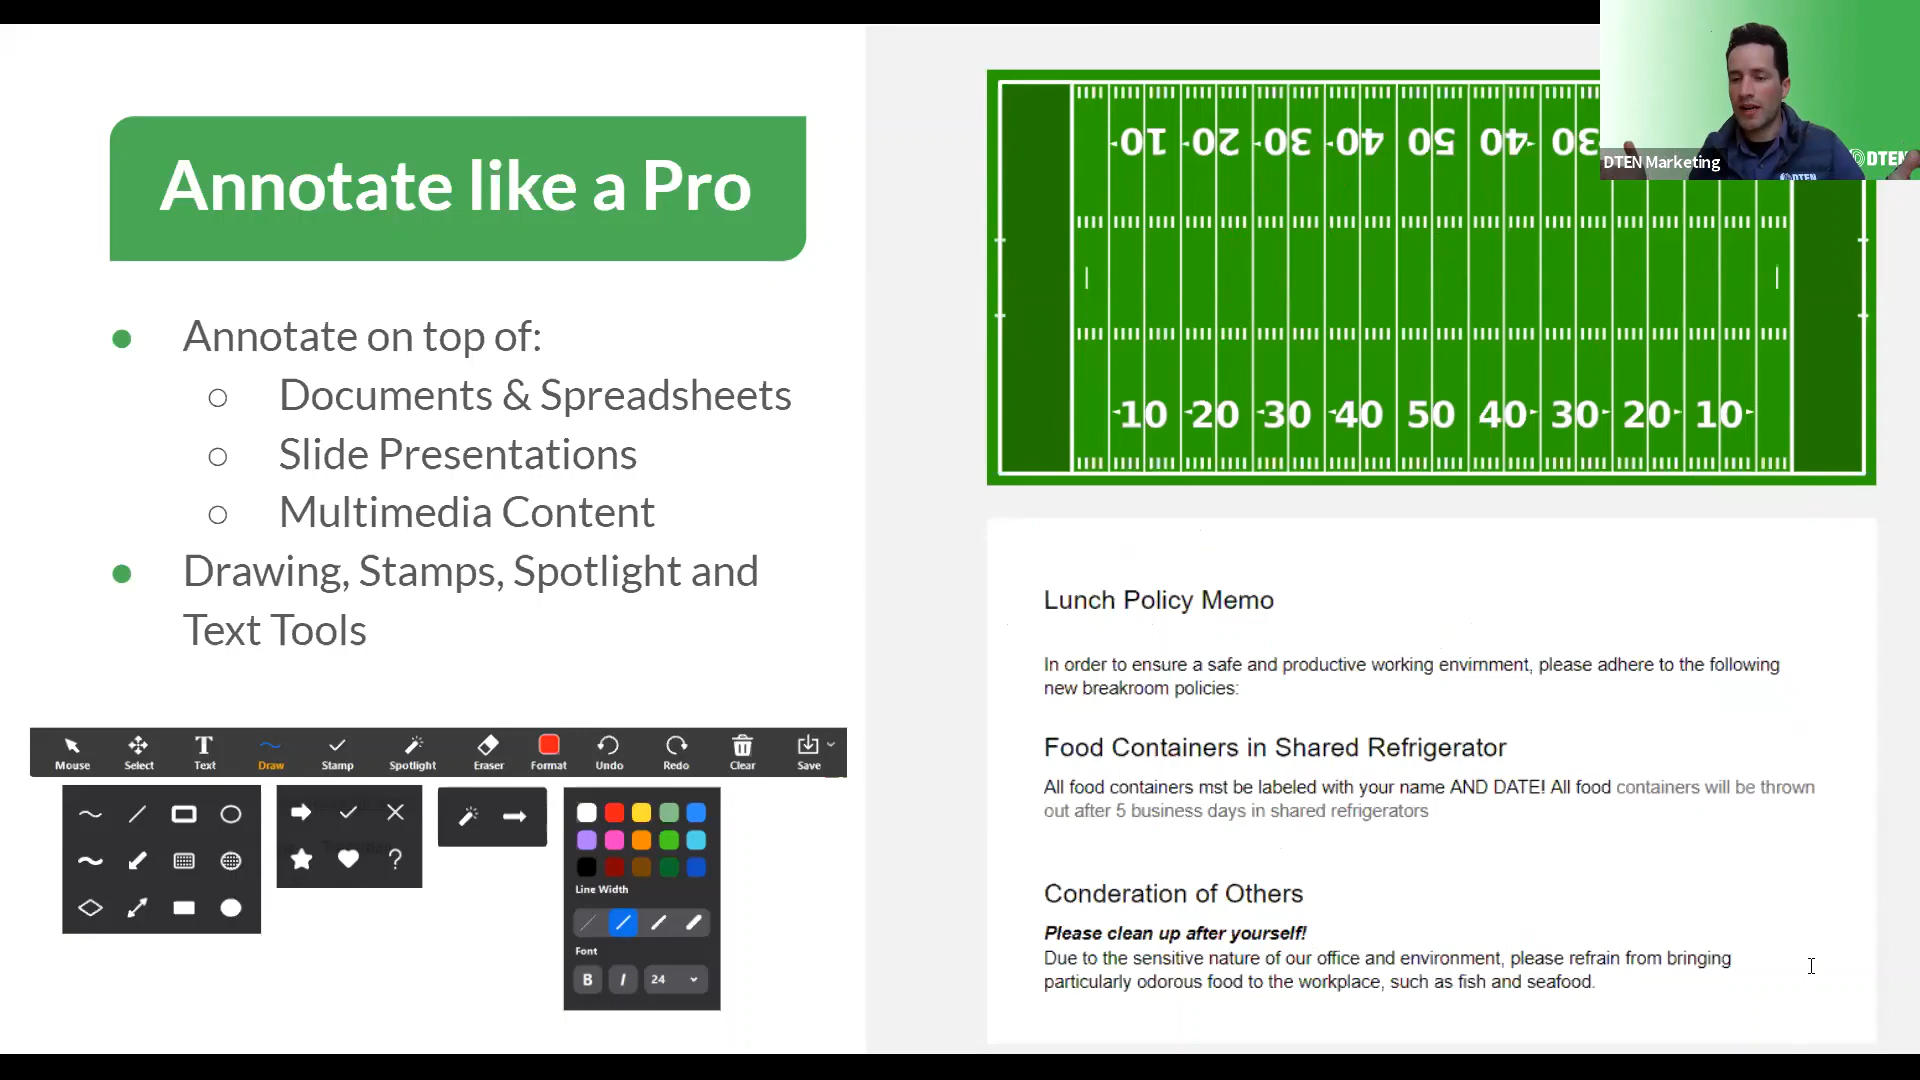 Annotate like a Pro
Annotate on top of:
Documents & Spreadsheets
Slide Presentations
Multimedia Content
Drawing, Stamps, Spotlight and
Text Tools
Mouse Select Text Draw Stamp Spotlight Eraser Format Undo Redo Clear Save
Line Width
Font
B I 24
10 20 30 40 50 40 30
10 20 30 40 50 40 30 20 10
DTEN Marketing
DTEN
DTEN
Lunch Policy Memo
In order to ensure a safe and productive working envirnment, please adhere to the following
new breakroom policies:
Food Containers in Shared Refrigerator
All food containers mst be labeled with your name AND DATE! All food containers will be thrown
out after 5 business days in shared refrigerators
Conderation of Others
Please clean up after yourself!
Due to the sensitive nature of our office and environment, please refrain from bringing
particularly odorous food to the workplace, such as fish and seafood.